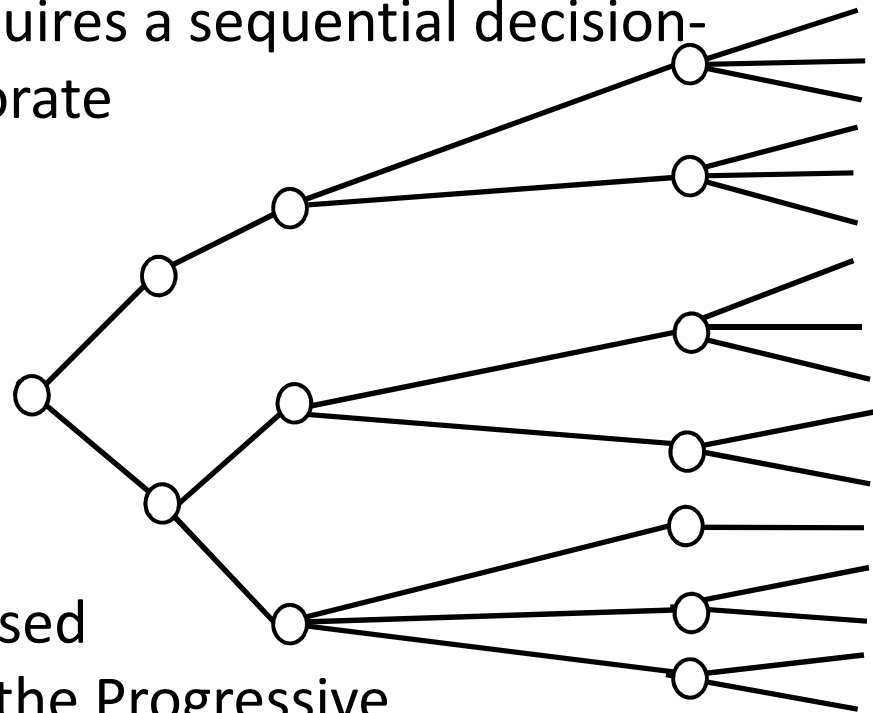 uires a sequential decision-
orate
sed
the Progressive